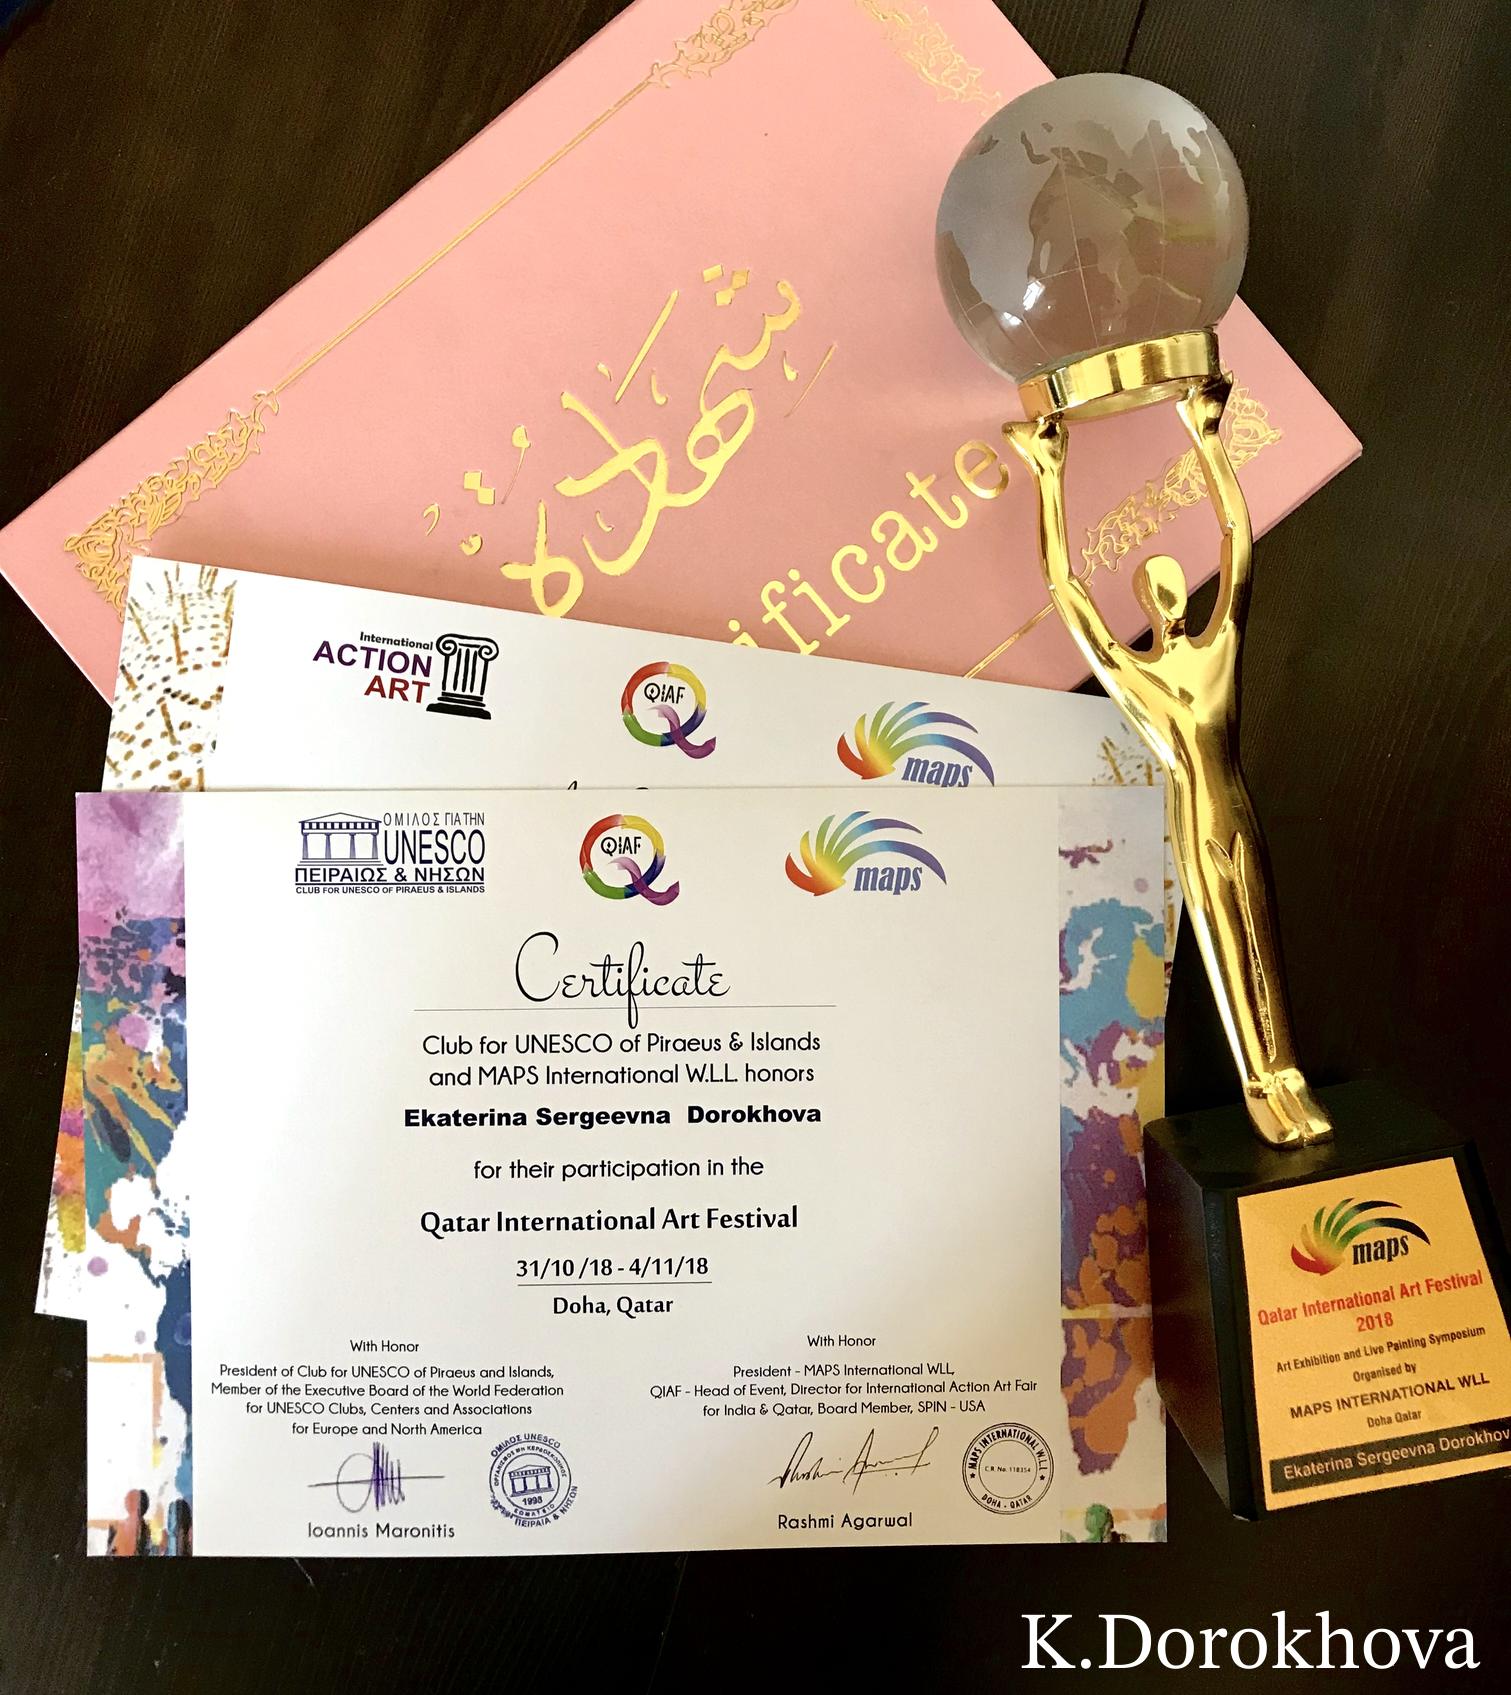 شهادة
ificate
International
ACTION
ART
QIAF
maps
ΟΜΙΛΟΣ ΓΙΑ ΤΗΝ
UNESCO
ΠΕΙΡΑΙΩΣ & ΝΗΣΩΝ
CLUB FOR UNESCO OF PIRAEUS & ISLANDS
QIAF
maps
Certificate
Club for UNESCO of Piraeus & Islands
and MAPS International W.L.L. honors
Ekaterina Sergeevna Dorokhova
for their participation in the
Qatar International Art Festival
31/10 /18 - 4/11/18
Doha, Qatar
With Honor
President of Club for UNESCO of Piraeus and Islands,
Member of the Executive Board of the World Federation
for UNESCO Clubs, Centers and Associations
for Europe and North America
Ioannis Maronitis
ΟΜΙΛΟΣ UNESCO
1998
ΣΩΜΑΤΕΙΟ
ΠΕΙΡΑΙΑ & ΝΗΣΩΝ
With Honor
President - MAPS International WLL,
QIAF - Head of Event, Director for International Action Art Fair
for India & Qatar, Board Member, SPIN - USA
Rashmi Agarwal
MAPS INTERNATIONAL W.L.L
C.R. No. 118354
DOHA - QATAR
maps
Qatar International Art Festival
2018
Art Exhibition and Live Painting Symposium
Organised by
MAPS INTERNATIONAL WLL
Doha Qatar
Ekaterina Sergeevna Dorokhov
K.Dorokhova